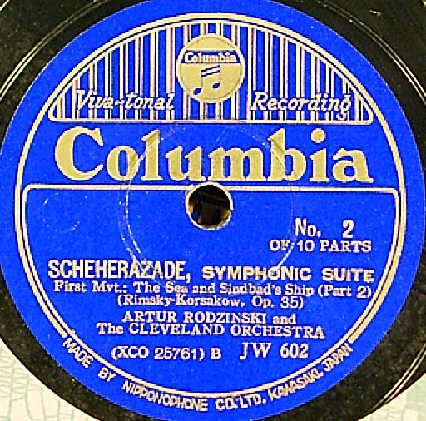 Columbia
Viva-tonal Recording
Columbia
No. 2
OF 10 PARTS
SCHEHERAZADE, SYMPHONIC SUITE
First Mvt.: The Sea and Sindbad's Ship (Part 2)
(Rimsky-Korsakow, Op. 35)
ARTUR RODZINSKI and
The CLEVELAND ORCHESTRA
(XCO 25761) B JW 602
MADE BY NIPPONOPHONE CO. LTD., KAWASAKI, JAPAN